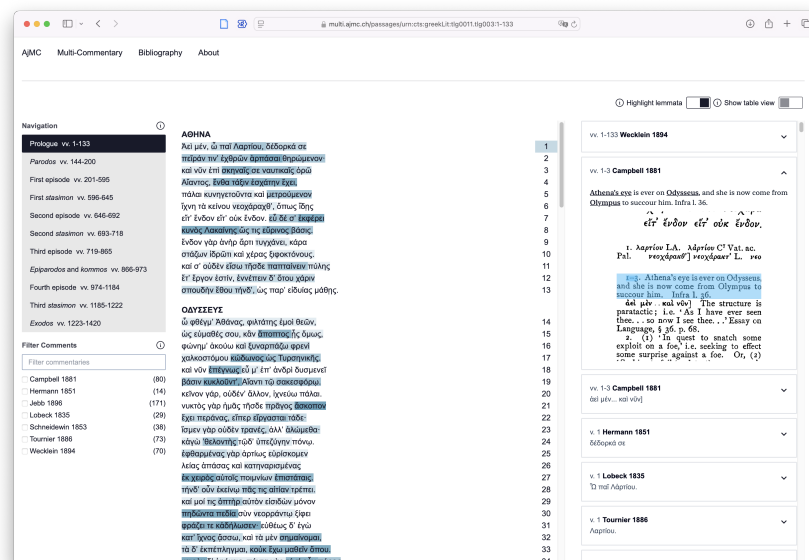 multi.ajmc.ch/passages/urn:cts:greekLit:tlg0011.tlg003:1-133
AjMC Multi-Commentary Bibliography About
Highlight lemmata Show table view
Navigation
Prologue vv. 1-133
Parodos vv. 144-200
First episode vv. 201-595
First stasimon vv. 596-645
Second episode vv. 646-692
Second stasimon vv. 693-718
Third episode vv. 719-865
Epiparodos and kommos vv. 866-973
Fourth episode vv. 974-1184
Third stasimon vv. 1185-1222
Exodos vv. 1223-1420
Filter Comments
Filter commentaries
Campbell 1881 (80)
Hermann 1851 (14)
Jebb 1896 (171)
Lobeck 1835 (29)
Schneidewin 1853 (38)
Tournier 1886 (73)
Wecklein 1894 (70)
ΑΘΗΝΑ
Ἀεὶ μέν, ὦ παῖ Λαρτίου, δέδορκά σε 1
πεῖράν τιν' ἐχθρῶν ἁρπάσαι θηρώμενον· 2
καὶ νῦν ἐπὶ σκηναῖς σε ναυτικαῖς ὁρῶ 3
Αἴαντος, ἔνθα τάξιν ἐσχάτην ἔχει, 4
πάλαι κυνηγετοῦντα καὶ μετρούμενον 5
ἴχνη τὰ κείνου νεοχάραχθ', ὅπως ἴδῃς 6
εἴτ' ἔνδον εἴτ' οὐκ ἔνδον. εὖ δέ σ' ἐκφέρει 7
κυνὸς Λακαίνης ὥς τις εὔρινος βάσις. 8
ἔνδον γὰρ ἁνὴρ ἄρτι τυγχάνει, κάρα 9
στάζων ἱδρῶτι καὶ χέρας ξιφοκτόνους. 10
καί σ' οὐδὲν εἴσω τῆσδε παπταίνειν πύλης 11
ἔτ' ἔργον ἐστίν, ἐννέπειν δ' ὅτου χάριν 12
σπουδὴν ἔθου τήνδ', ὡς παρ' εἰδυίας μάθῃς. 13
ΟΔΥΣΣΕΥΣ
ὦ φθέγμ' Ἀθάνας, φιλτάτης ἐμοὶ θεῶν, 14
ὡς εὐμαθές σου, κἂν ἄποπτος ᾖς ὅμως, 15
φώνημ' ἀκούω καὶ ξυναρπάζω φρενὶ 16
χαλκοστόμου κώδωνος ὡς Τυρσηνικῆς. 17
καὶ νῦν ἐπέγνως εὖ μ' ἐπ' ἀνδρὶ δυσμενεῖ 18
βάσιν κυκλοῦντ', Αἴαντι τῷ σακεσφόρῳ. 19
κεῖνον γάρ, οὐδέν' ἄλλον, ἰχνεύω πάλαι. 20
νυκτὸς γὰρ ἡμᾶς τῆσδε πρᾶγος ἄσκοπον 21
ἔχει περάνας, εἴπερ εἴργασται τάδε· 22
ἴσμεν γὰρ οὐδὲν τρανές, ἀλλ' ἀλώμεθα· 23
κἀγὼ 'θελοντὴς τῷδ' ὑπεζύγην πόνῳ. 24
ἐφθαρμένας γὰρ ἀρτίως εὑρίσκομεν 25
λείας ἁπάσας καὶ κατηναρισμένας 26
ἐκ χειρὸς αὐτοῖς ποιμνίων ἐπιστάταις. 27
τήνδ' οὖν ἐκείνῳ πᾶς τις αἰτίαν τρέπει. 28
καί μοί τις ὀπτὴρ αὐτὸν εἰσιδὼν μόνον 29
πηδῶντα πεδία σὺν νεορράντῳ ξίφει 30
φράζει τε κἀδήλωσεν· εὐθέως δ' ἐγὼ 31
κατ' ἴχνος ᾄσσω, καὶ τὰ μὲν σημαίνομαι, 32
τὰ δ' ἐκπέπληγμαι, κοὐκ ἔχω μαθεῖν ὅπου. 33
vv. 1-133 Wecklein 1894
vv. 1-3 Campbell 1881
Athena's eye is ever on Odysseus, and she is now come from
Olympus to succour him. Infra l. 36.
εἴτ' ἔνδον εἴτ' οὐκ ἔνδον.
1. λαρτίου LA. λάρτίου Cᵉ Vat. ac.
Pal. νεοχάρακθ'] νεοχάρακτ' L. νεο
1-3. Athena's eye is ever on Odysseus,
and she is now come from Olympus to
succour him. Infra l. 36.
ἀεὶ μὲν .. καὶ νῦν] The structure is
paratactic; i.e. 'As I have ever seen
thee... so now I see thee...' Essay on
Language, § 36. p. 68.
2. (1) 'In quest to snatch some
exploit on a foe,' i.e. seeking to effect
some surprise against a foe. Or, (2)
vv. 1-3 Campbell 1881
ἀεὶ μέν... καὶ νῦν]
v. 1 Hermann 1851
δέδορκά σε
v. 1 Lobeck 1835
Ὦ παῖ Λάρτίου.
v. 1 Tournier 1886
Λαρτίου.